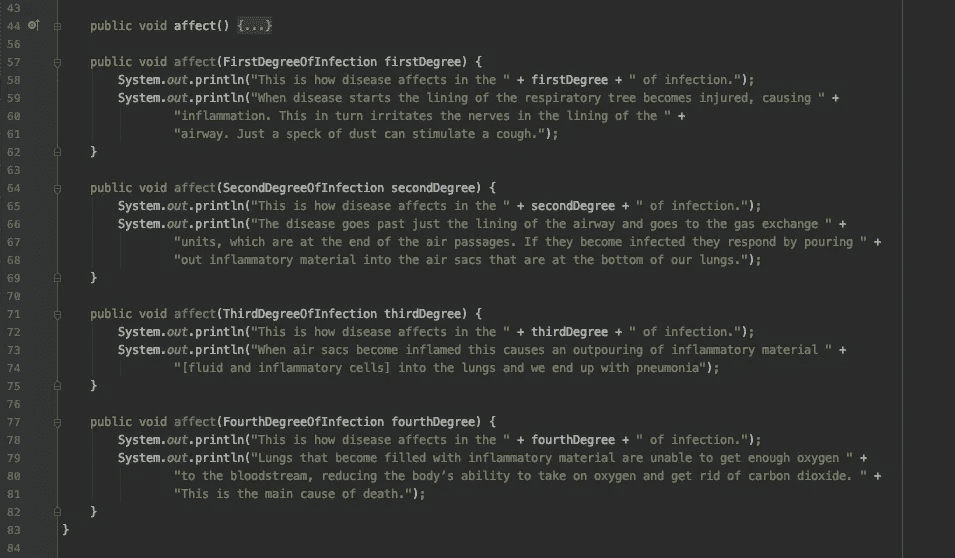 43
44 public void affect() {...}
56
57 public void affect(FirstDegreeOfInfection firstDegree) {
58 System.out.println("This is how disease affects in the " + firstDegree + " of infection.");
59 System.out.println("When disease starts the lining of the respiratory tree becomes injured, causing " +
60 "inflammation. This in turn irritates the nerves in the lining of the " +
61 "airway. Just a speck of dust can stimulate a cough.");
62 }
63
64 public void affect(SecondDegreeOfInfection secondDegree) {
65 System.out.println("This is how disease affects in the " + secondDegree + " of infection.");
66 System.out.println("The disease goes past just the lining of the airway and goes to the gas exchange " +
67 "units, which are at the end of the air passages. If they become infected they respond by pouring " +
68 "out inflammatory material into the air sacs that are at the bottom of our lungs.");
69 }
70
71 public void affect(ThirdDegreeOfInfection thirdDegree) {
72 System.out.println("This is how disease affects in the " + thirdDegree + " of infection.");
73 System.out.println("When air sacs become inflamed this causes an outpouring of inflammatory material " +
74 "[fluid and inflammatory cells] into the lungs and we end up with pneumonia");
75 }
76
77 public void affect(FourthDegreeOfInfection fourthDegree) {
78 System.out.println("This is how disease affects in the " + fourthDegree + " of infection.");
79 System.out.println("Lungs that become filled with inflammatory material are unable to get enough oxygen " +
80 "to the bloodstream, reducing the body’s ability to take on oxygen and get rid of carbon dioxide. " +
81 "This is the main cause of death.");
82 }
83 }
84